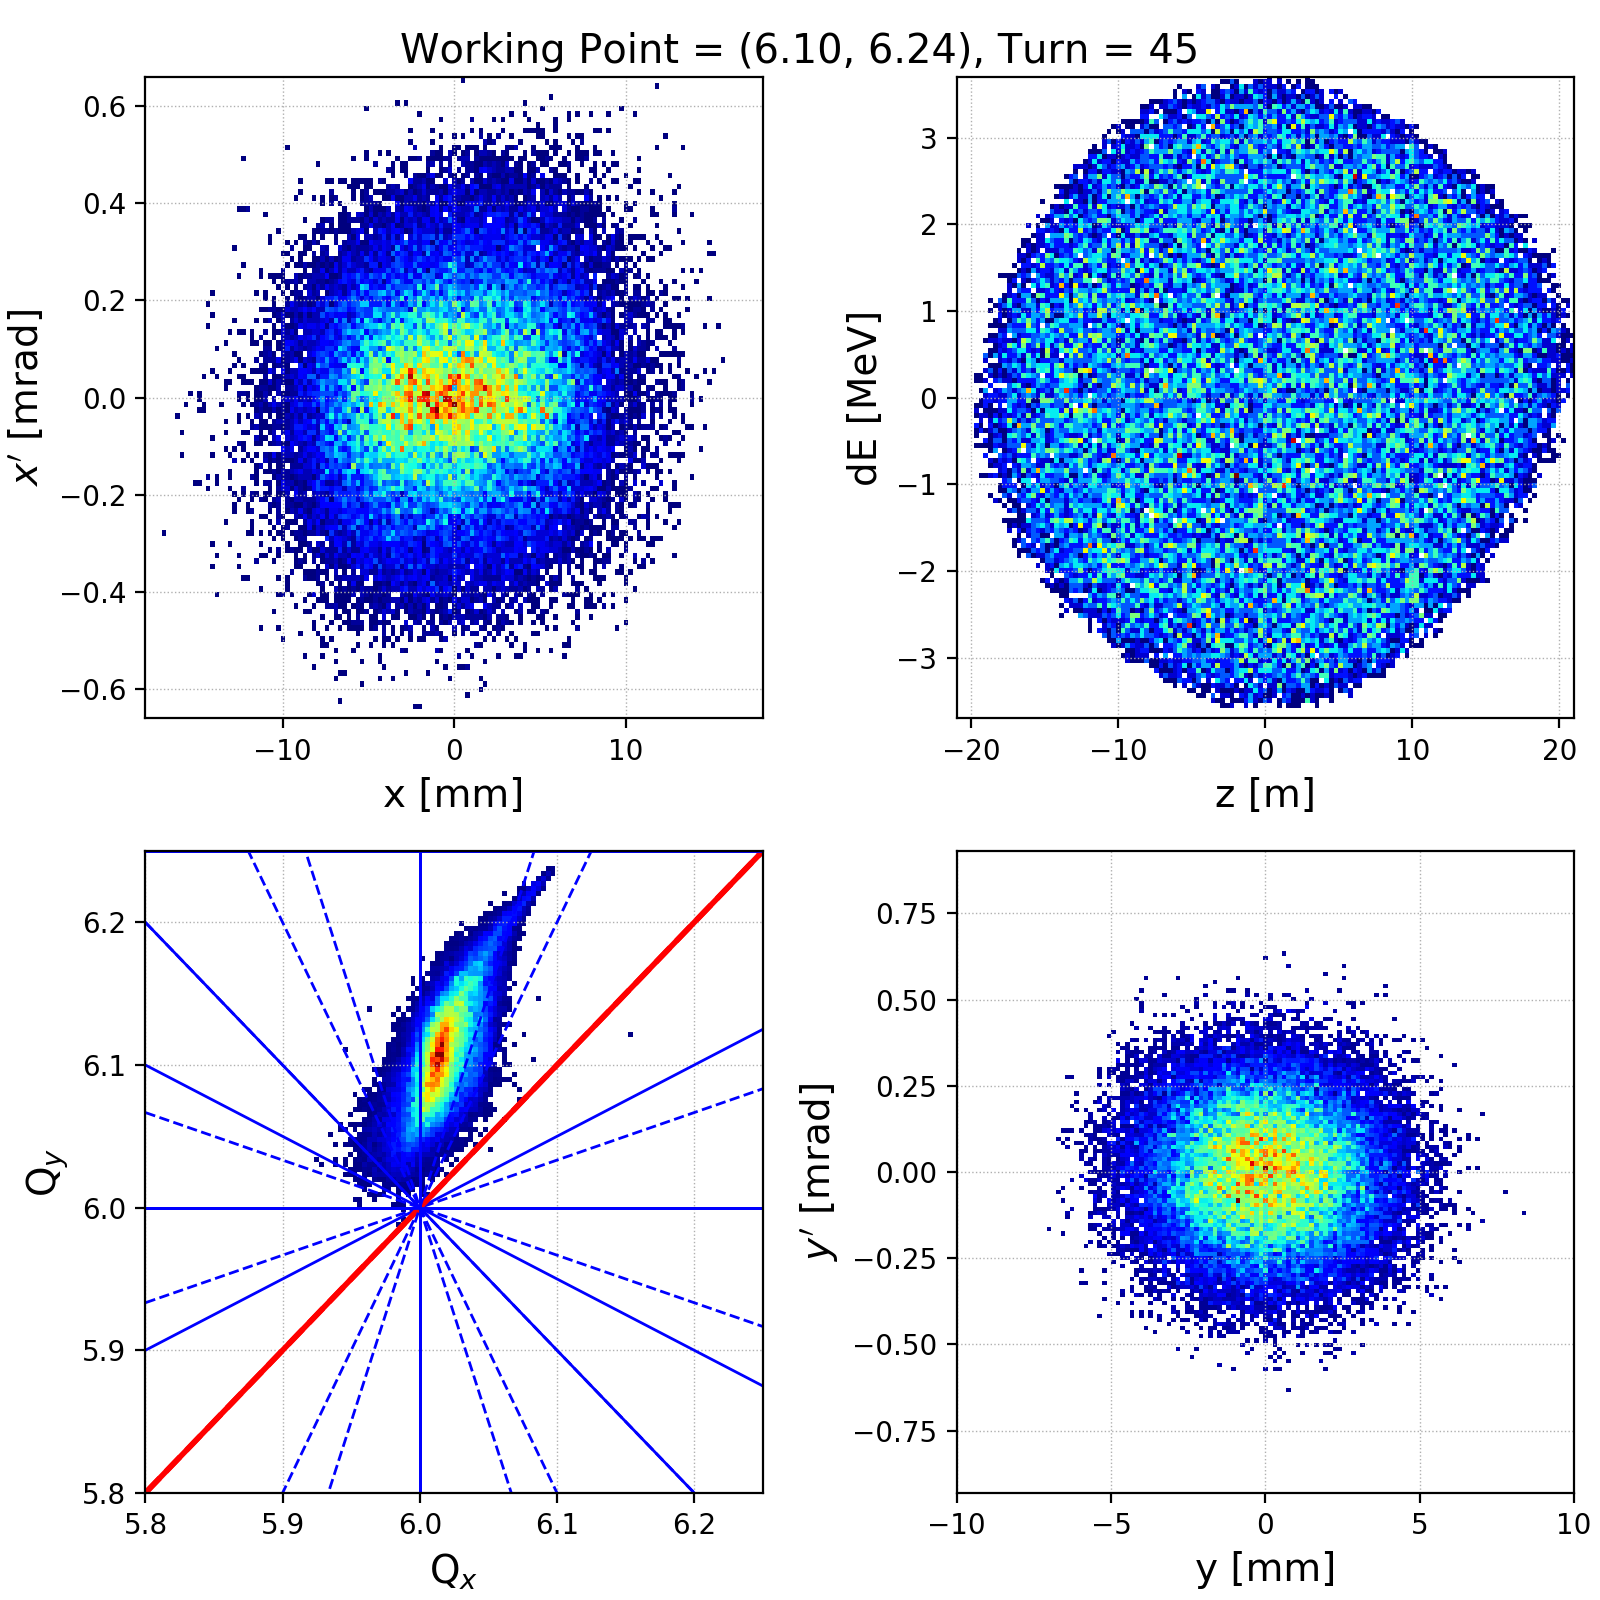 Working Point = (6.10, 6.24), Turn = 45
0.6
0.4
0.2
0.0
−0.2
−0.4
−0.6
x′ [mrad]
−10 0 10
x [mm]
3
2
1
0
−1
−2
−3
dE [MeV]
−20 −10 0 10 20
z [m]
6.2
6.1
6.0
5.9
5.8
Qy
5.8 5.9 6.0 6.1 6.2
Qx
0.75
0.50
0.25
0.00
−0.25
−0.50
−0.75
y′ [mrad]
−10 −5 0 5 10
y [mm]